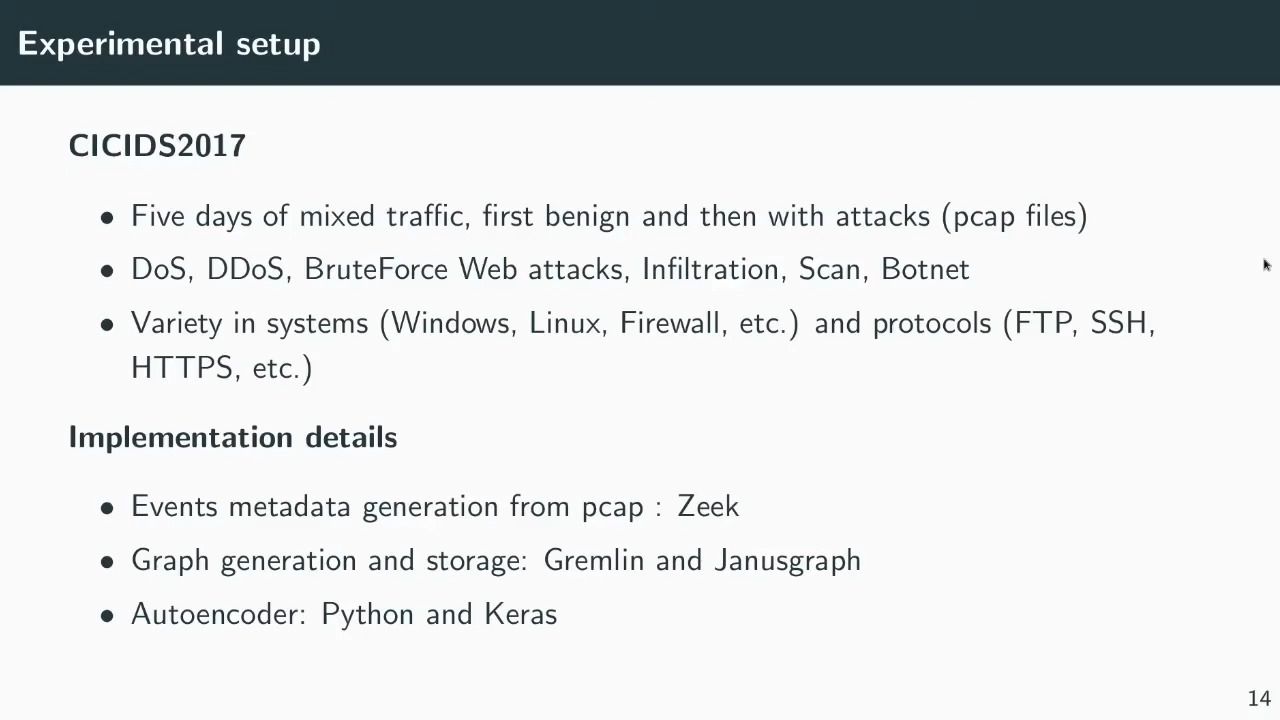 Experimental setup
CICIDS2017
• Five days of mixed traffic, first benign and then with attacks (pcap files)
• DoS, DDoS, BruteForce Web attacks, Infiltration, Scan, Botnet
• Variety in systems (Windows, Linux, Firewall, etc.) and protocols (FTP, SSH,
HTTPS, etc.)
Implementation details
• Events metadata generation from pcap : Zeek
• Graph generation and storage: Gremlin and Janusgraph
• Autoencoder: Python and Keras
14